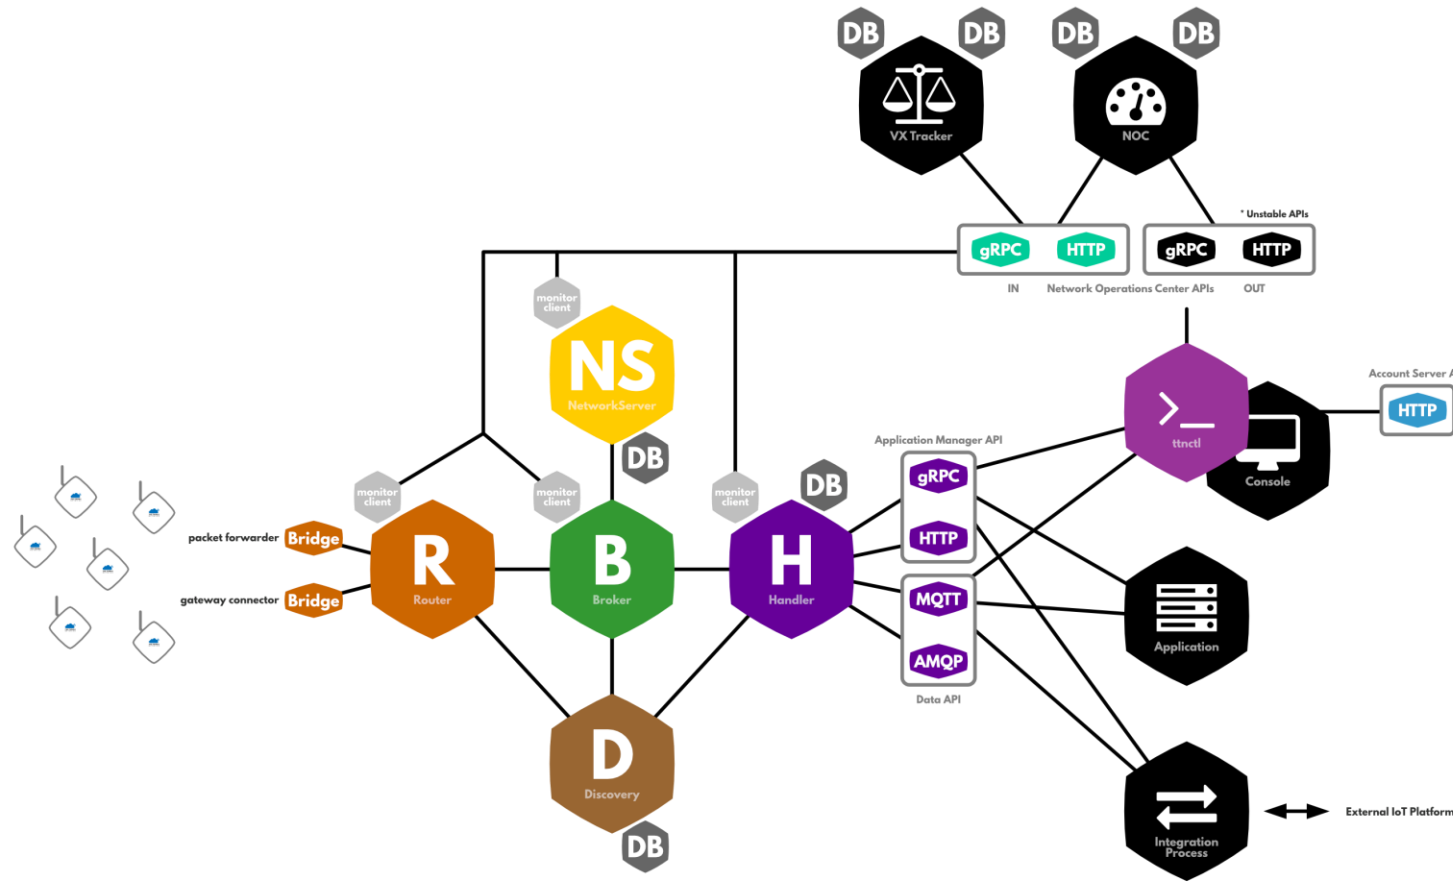 DB
DB
DB
DB
VX Tracker
NOC
* Unstable APIs
gRPC
HTTP
gRPC
HTTP
IN
Network Operations Center APIs
OUT
monitor
client
NS
NetworkServer
DB
>_
ttnctl
Console
Account Server A
HTTP
Application Manager API
gRPC
HTTP
monitor
client
monitor
client
monitor
client
DB
packet forwarder
Bridge
gateway connector
Bridge
R
Router
B
Broker
H
Handler
MQTT
AMQP
Data API
Application
D
Discovery
DB
Integration
Process
External IoT Platform